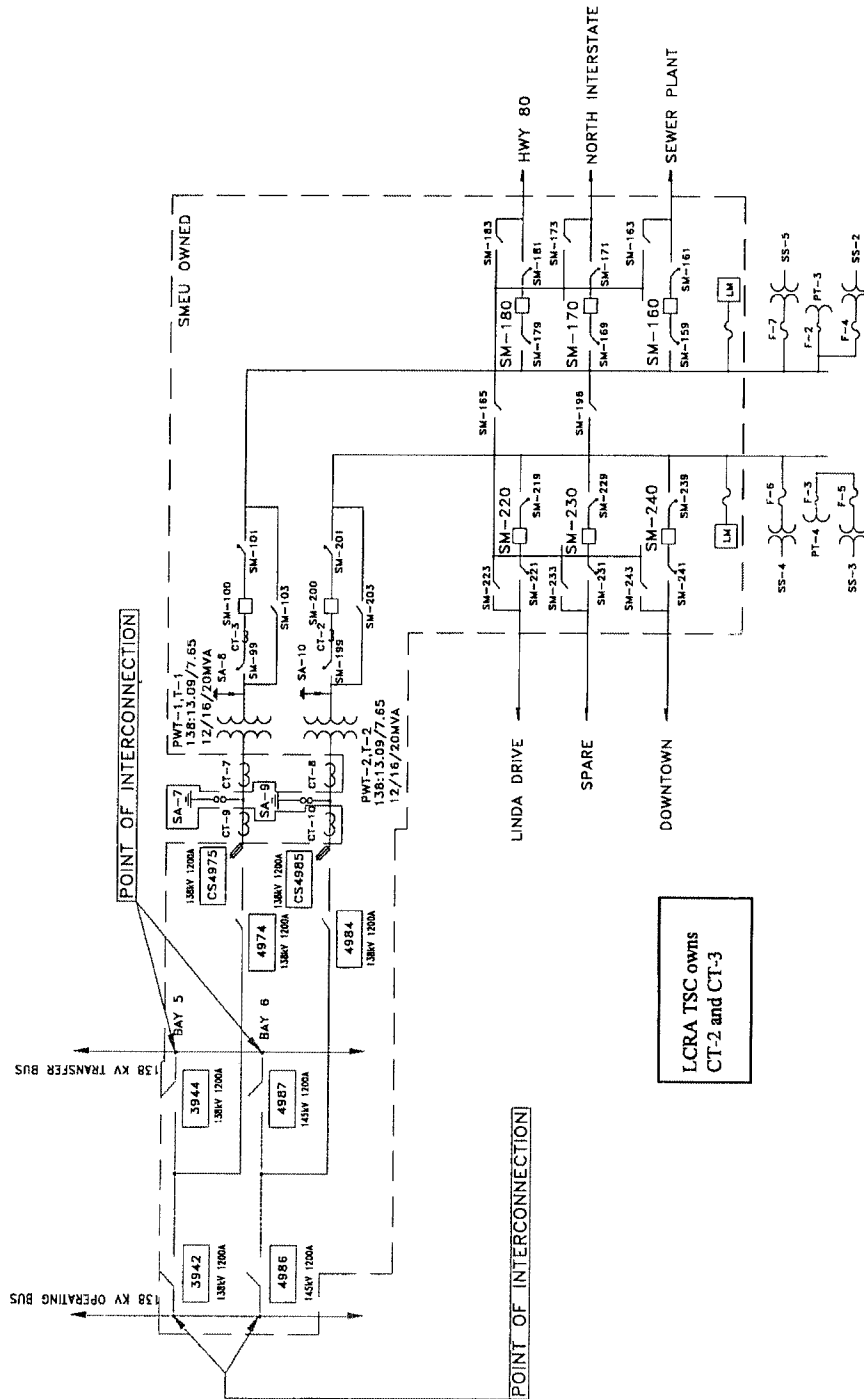 SMEU OWNED
HWY 80
NORTH INTERSTATE
SEWER PLANT
SM-183
SM-181
SM-180
SM-179
SM-173
SM-171
SM-170
SM-169
SM-163
SM-161
SM-160
SM-159
LM
F-7
SS-5
F-2
PT-3
F-4
SS-2
SM-165
SM-198
SM-220
SM-219
SM-230
SM-229
SM-240
SM-239
SM-223
SM-221
SM-233
SM-231
SM-243
SM-241
LM
F-6
SS-4
F-3
PT-4
F-5
SS-3
LINDA DRIVE
SPARE
DOWNTOWN
SM-101
SM-100
SM-103
CT-3
SM-99
SA-8
SM-201
SM-200
SM-203
CT-2
SM-199
SA-10
PWT-1,T-1
138:13.09/7.65
12/16/20MVA
PWT-2,T-2
138:13.09/7.65
12/16/20MVA
CT-7
SA-7
CT-9
CT-8
SA-9
CT-10
138kV 1200A
CS4975
138kV 1200A
CS4985
4974
138kV 1200A
4984
138kV 1200A
POINT OF INTERCONNECTION
BAY 5
BAY 6
138 KV TRANSFER BUS
3944
138kV 1200A
4987
145kV 1200A
3942
138kV 1200A
4986
145kV 1200A
138 KV OPERATING BUS
POINT OF INTERCONNECTION
LCRA TSC owns
CT-2 and CT-3